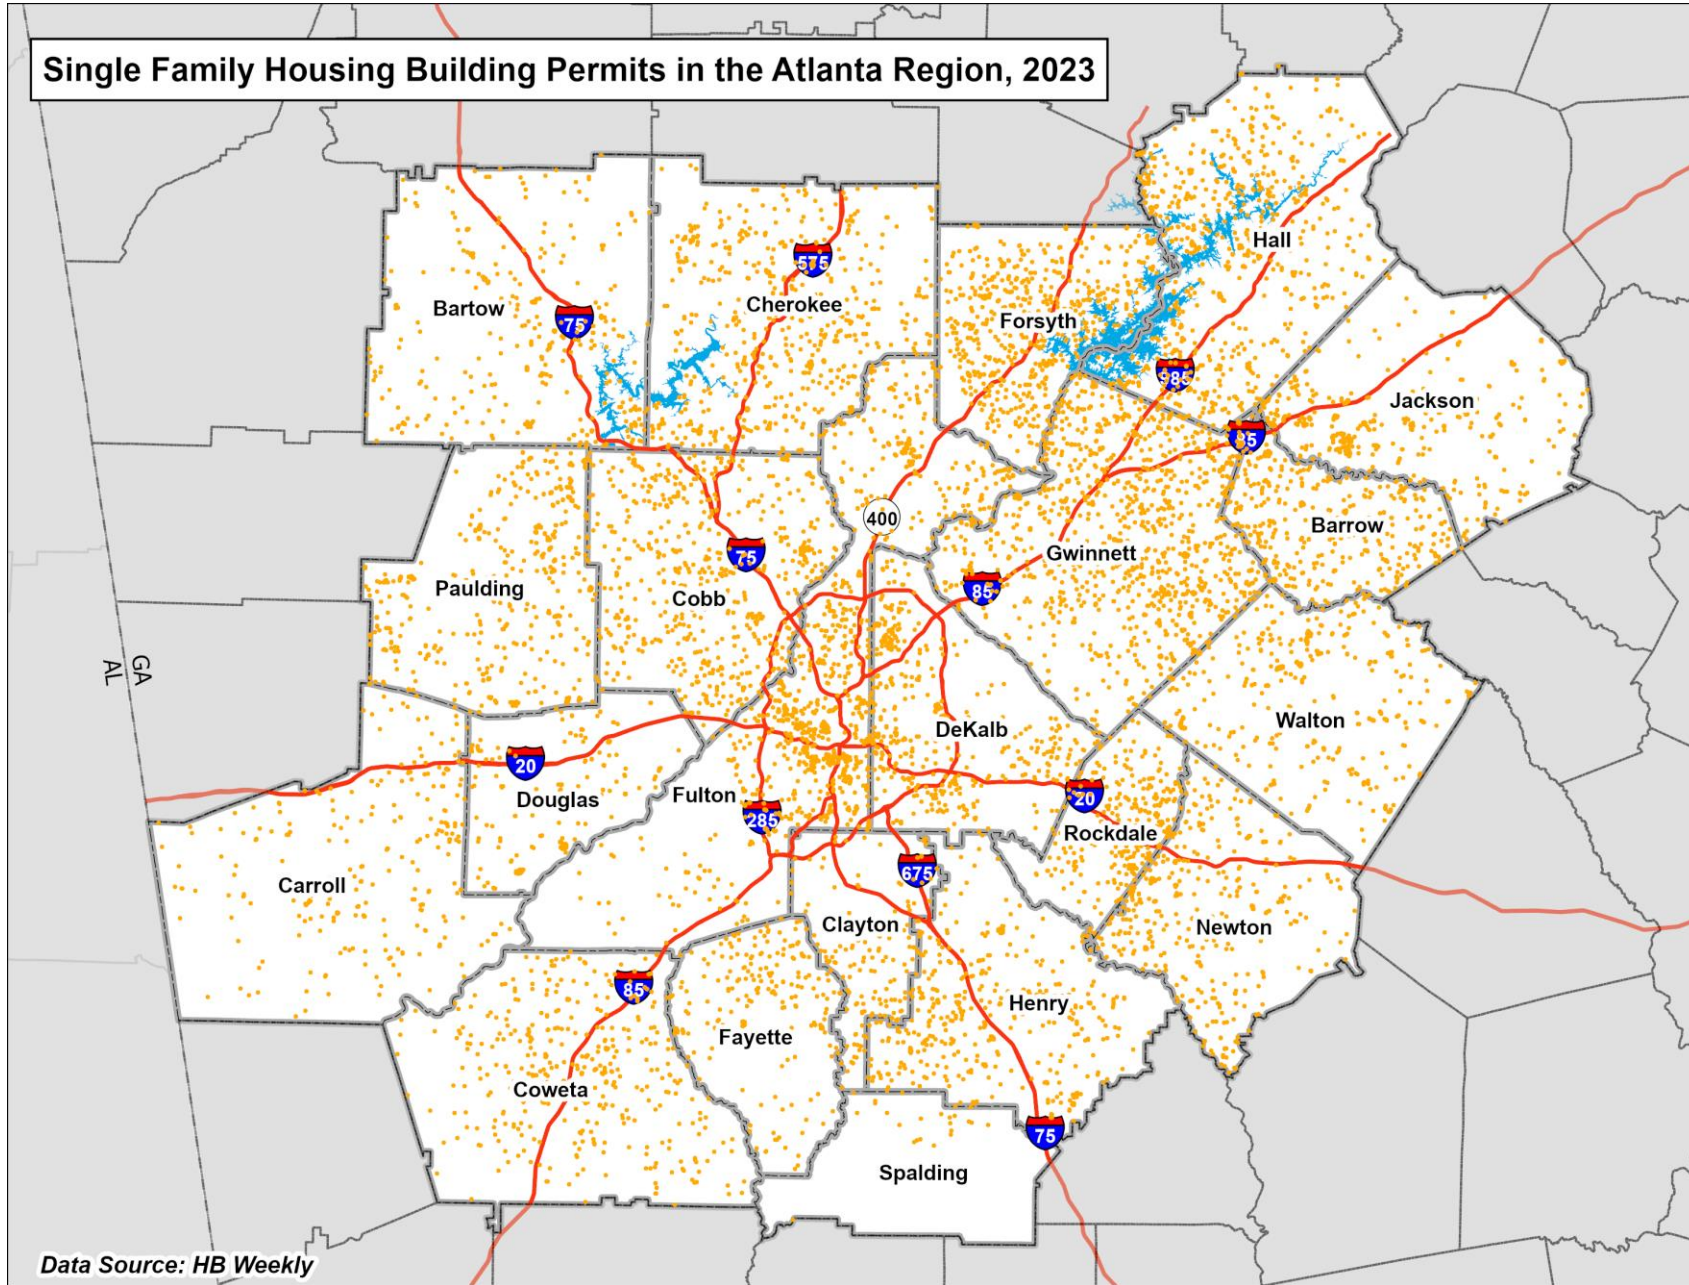 Single Family Housing Building Permits in the Atlanta Region, 2023
Hall
575
Bartow
Cherokee
75
Forsyth
985
Jackson
85
400
Barrow
75
Gwinnett
Paulding
Cobb
85
GA
AL
Walton
DeKalb
20
Douglas
Fulton
285
20
Rockdale
675
Carroll
Clayton
Newton
85
Henry
Fayette
Coweta
75
Spalding
Data Source: HB Weekly